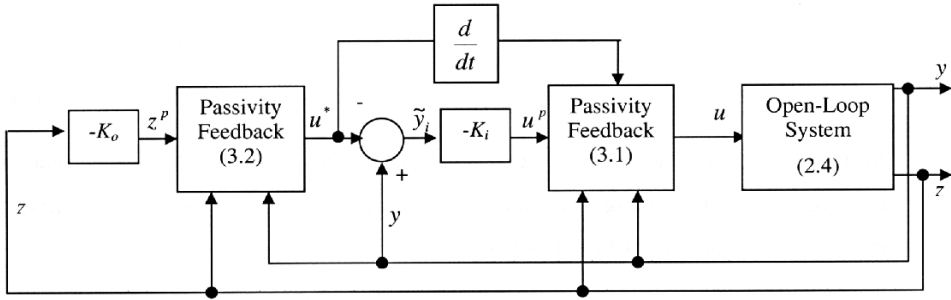 d
dt
y
-K_o
z^p
Passivity
Feedback
(3.2)
u^*
-
+
ỹ_i
-K_i
u^p
Passivity
Feedback
(3.1)
u
Open-Loop
System
(2.4)
z
z
y